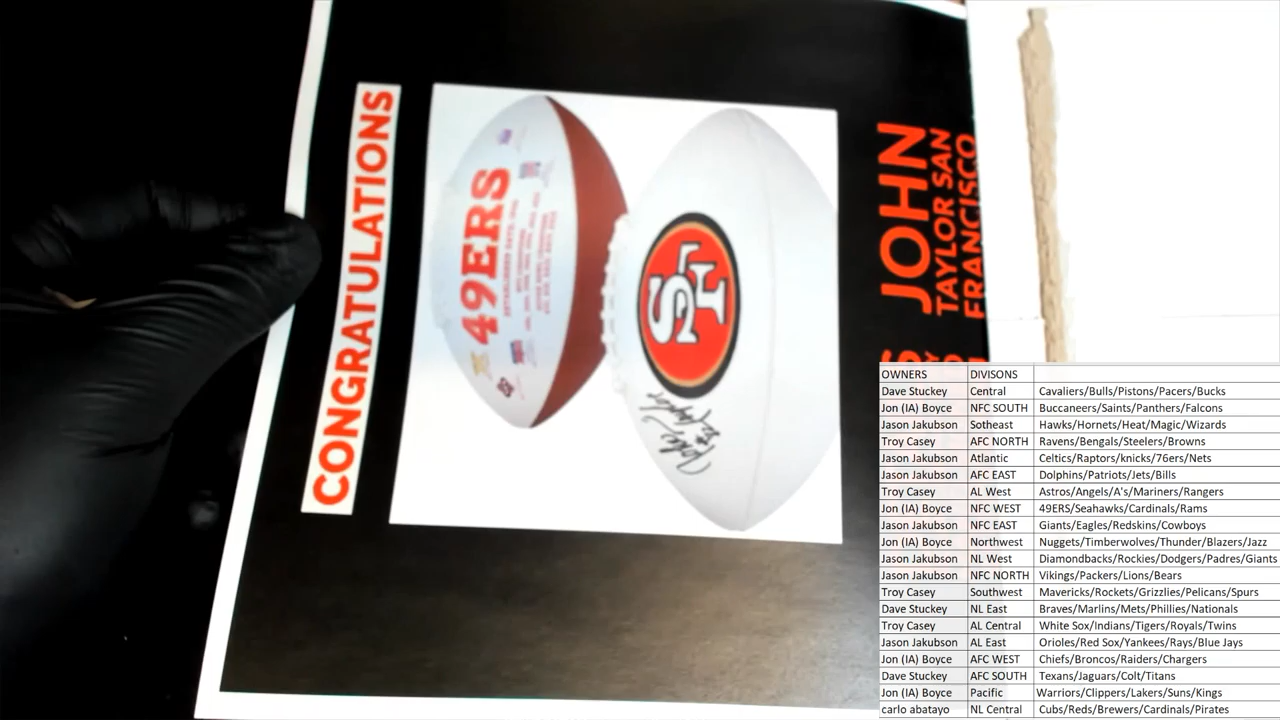 CONGRATULATIONS
49ERS
SF
John Taylor
JOHN
TAYLOR SAN
FRANCISCO
OWNERS DIVISONS
Dave Stuckey Central Cavaliers/Bulls/Pistons/Pacers/Bucks
Jon (IA) Boyce NFC SOUTH Buccaneers/Saints/Panthers/Falcons
Jason Jakubson Sotheast Hawks/Hornets/Heat/Magic/Wizards
Troy Casey AFC NORTH Ravens/Bengals/Steelers/Browns
Jason Jakubson Atlantic Celtics/Raptors/knicks/76ers/Nets
Jason Jakubson AFC EAST Dolphins/Patriots/Jets/Bills
Troy Casey AL West Astros/Angels/A's/Mariners/Rangers
Jon (IA) Boyce NFC WEST 49ERS/Seahawks/Cardinals/Rams
Jason Jakubson NFC EAST Giants/Eagles/Redskins/Cowboys
Jon (IA) Boyce Northwest Nuggets/Timberwolves/Thunder/Blazers/Jazz
Jason Jakubson NL West Diamondbacks/Rockies/Dodgers/Padres/Giants
Jason Jakubson NFC NORTH Vikings/Packers/Lions/Bears
Troy Casey Southwest Mavericks/Rockets/Grizzlies/Pelicans/Spurs
Dave Stuckey NL East Braves/Marlins/Mets/Phillies/Nationals
Troy Casey AL Central White Sox/Indians/Tigers/Royals/Twins
Jason Jakubson AL East Orioles/Red Sox/Yankees/Rays/Blue Jays
Jon (IA) Boyce AFC WEST Chiefs/Broncos/Raiders/Chargers
Dave Stuckey AFC SOUTH Texans/Jaguars/Colt/Titans
Jon (IA) Boyce Pacific Warriors/Clippers/Lakers/Suns/Kings
carlo abatayo NL Central Cubs/Reds/Brewers/Cardinals/Pirates